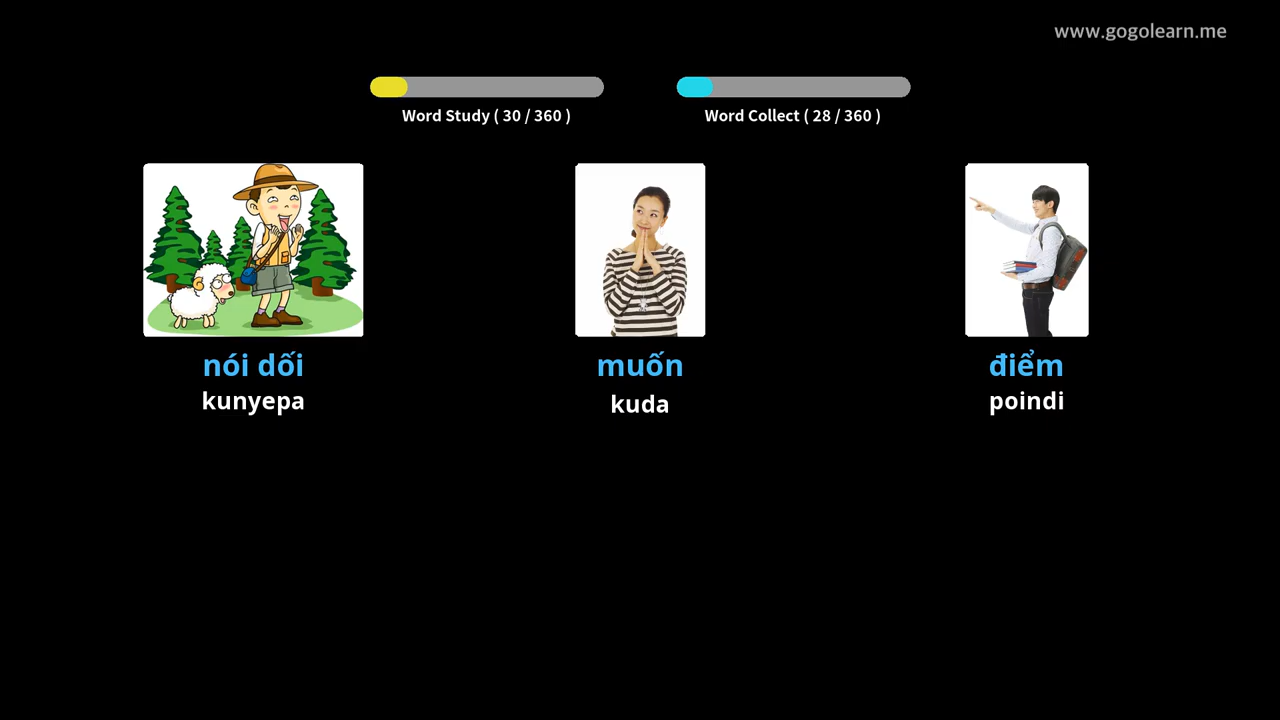 www.gogolearn.me
Word Study ( 30 / 360 )
Word Collect ( 28 / 360 )
nói dối
kunyepa
muốn
kuda
điểm
poindi